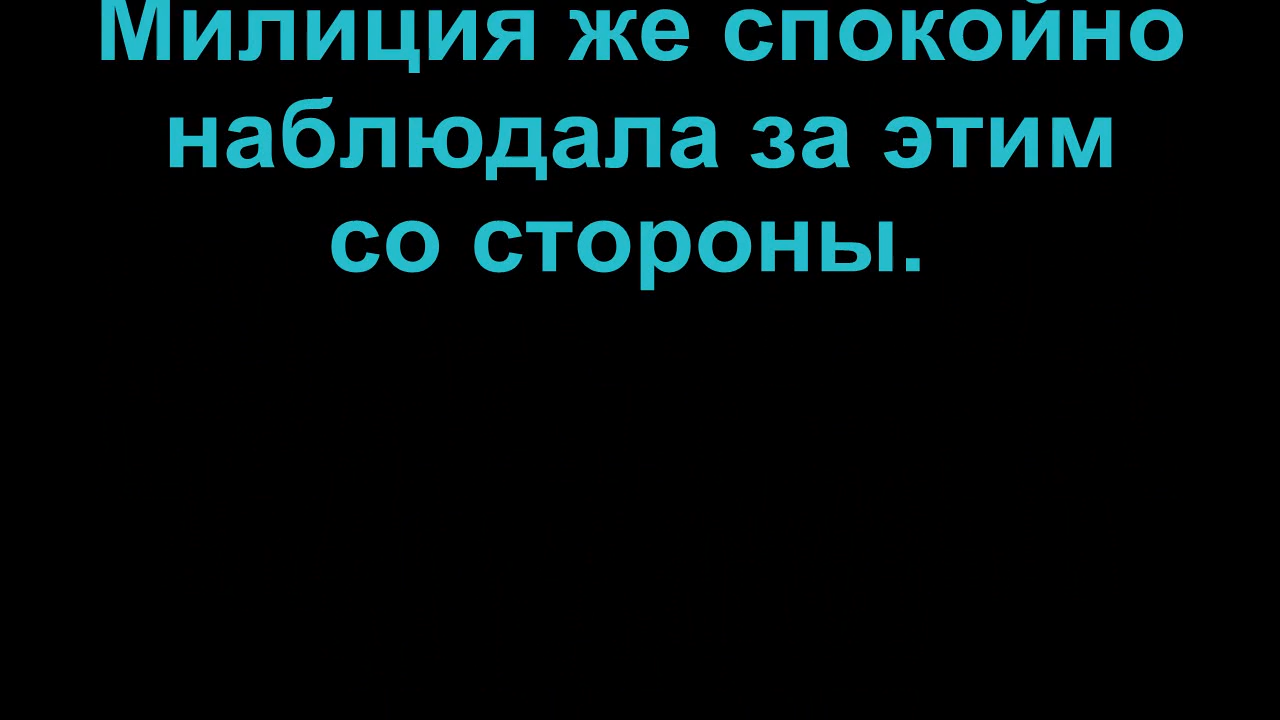 Милиция же спокойно
наблюдала за этим
со стороны.